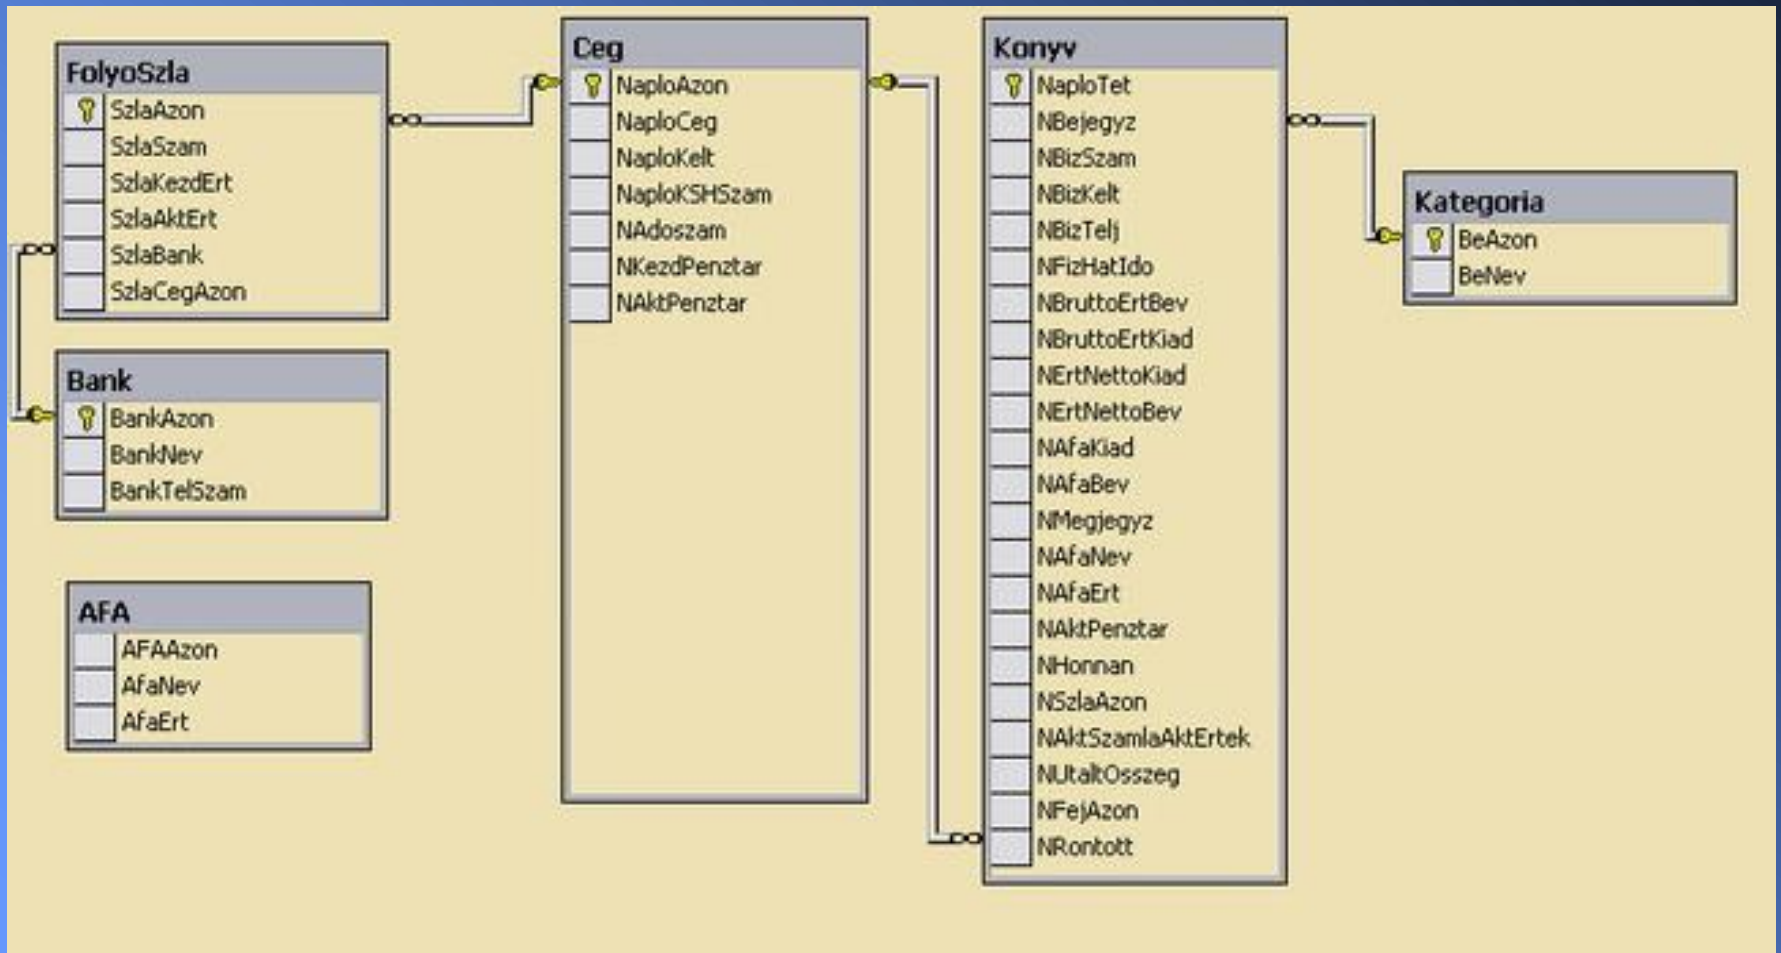 FolyoSzla
SzlaAzon
SzlaSzam
SzlaKezdErt
SzlaAktErt
SzlaBank
SzlaCegAzon
Bank
BankAzon
BankNev
BankTelSzam
AFA
AFAAzon
AfaNev
AfaErt
Ceg
NaploAzon
NaploCeg
NaploKelt
NaploKSHSzam
NAdoszam
NKezdPenztar
NAktPenztar
Konyv
NaploTet
NBejegyz
NBizSzam
NBizKelt
NBizTelj
NFizHatIdo
NBruttoErtBev
NBruttoErtKiad
NErtNettoKiad
NErtNettoBev
NAfaKiad
NAfaBev
NMegjegyz
NAfaNev
NAfaErt
NAktPenztar
NHonnan
NSzlaAzon
NAktSzamlaAktErtek
NUtaltOsszeg
NFejAzon
NRontott
Kategoria
BeAzon
BeNev